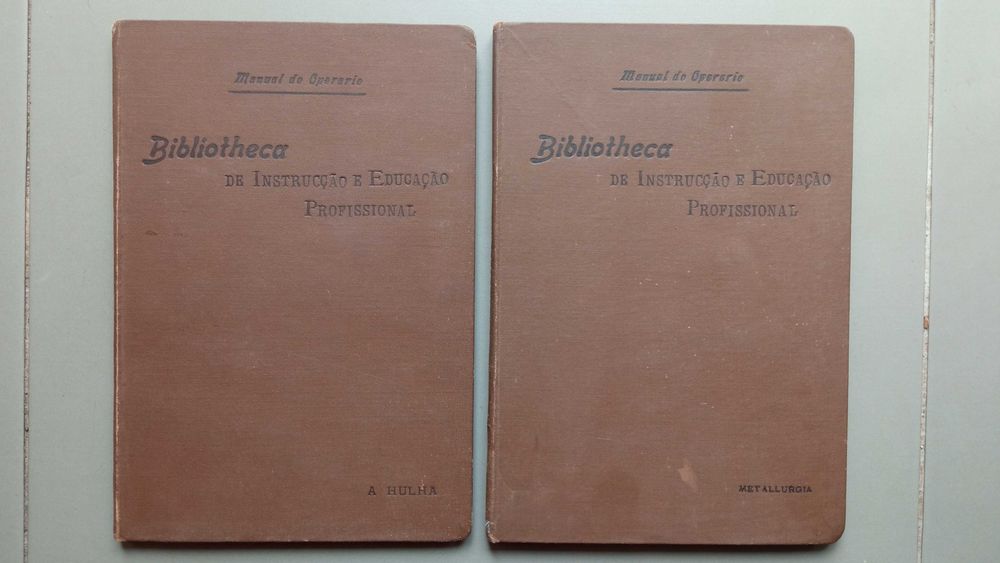 Manual do Operario
Bibliotheca
DE INSTRUCÇÃO E EDUCAÇÃO
PROFISSIONAL
A HULHA
Manual do Operario
Bibliotheca
DE INSTRUCÇÃO E EDUCAÇÃO
PROFISSIONAL
METALLURGIA